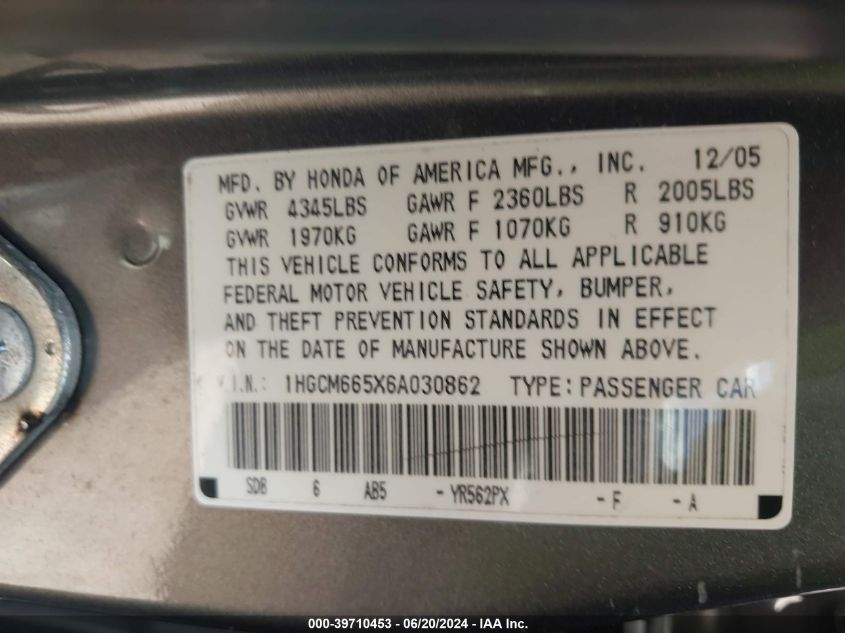 MFD. BY HONDA OF AMERICA MFG., INC. 12/05
GVWR 4345LBS GAWR F 2360LBS R 2005LBS
GVWR 1970KG GAWR F 1070KG R 910KG
THIS VEHICLE CONFORMS TO ALL APPLICABLE
FEDERAL MOTOR VEHICLE SAFETY, BUMPER,
AND THEFT PREVENTION STANDARDS IN EFFECT
ON THE DATE OF MANUFACTURE SHOWN ABOVE.
V.I.N.: 1HGCM665X6A030862 TYPE: PASSENGER CAR
SDB 6 AB5 - YR562PX - F - A
000-39710453 - 06/20/2024 - IAA Inc.